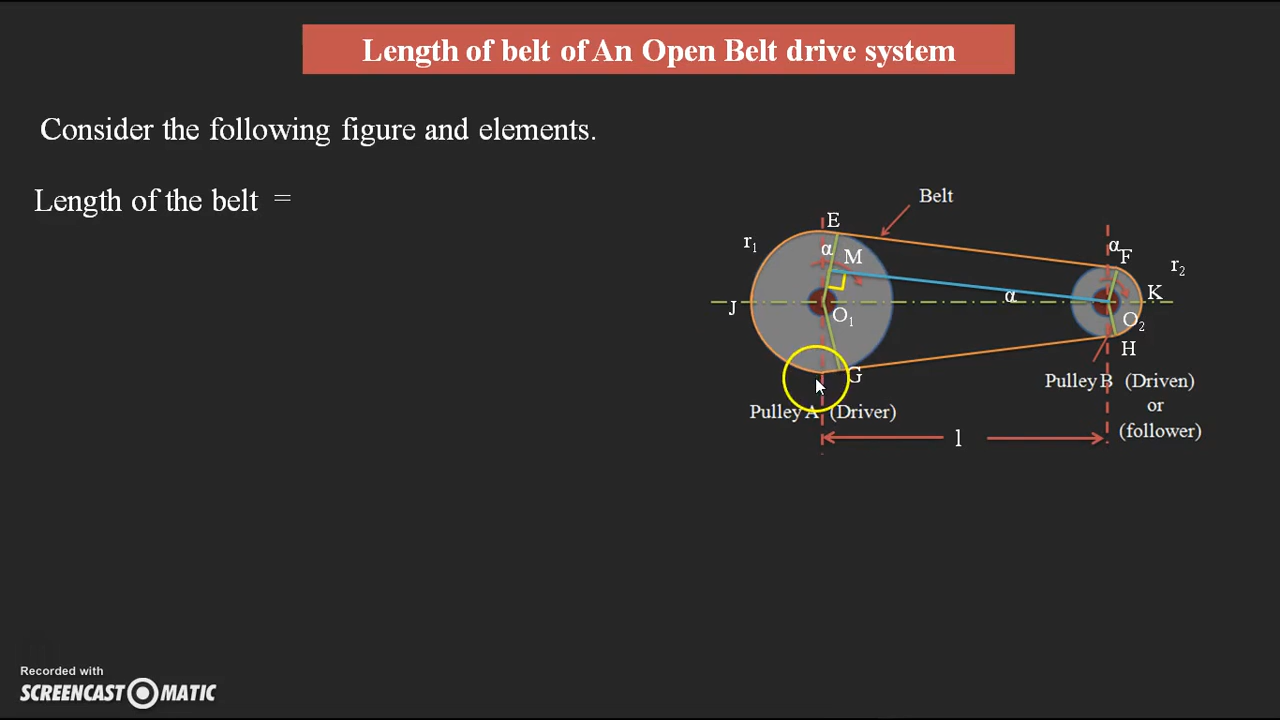 Length of belt of An Open Belt drive system
Consider the following figure and elements.
Length of the belt =
Belt
E
r₁
α
M
α
F
r₂
J
O₁
α
K
O₂
H
G
Pulley A (Driver)
Pulley B (Driven)
or
(follower)
l
Recorded with
SCREENCAST MATIC